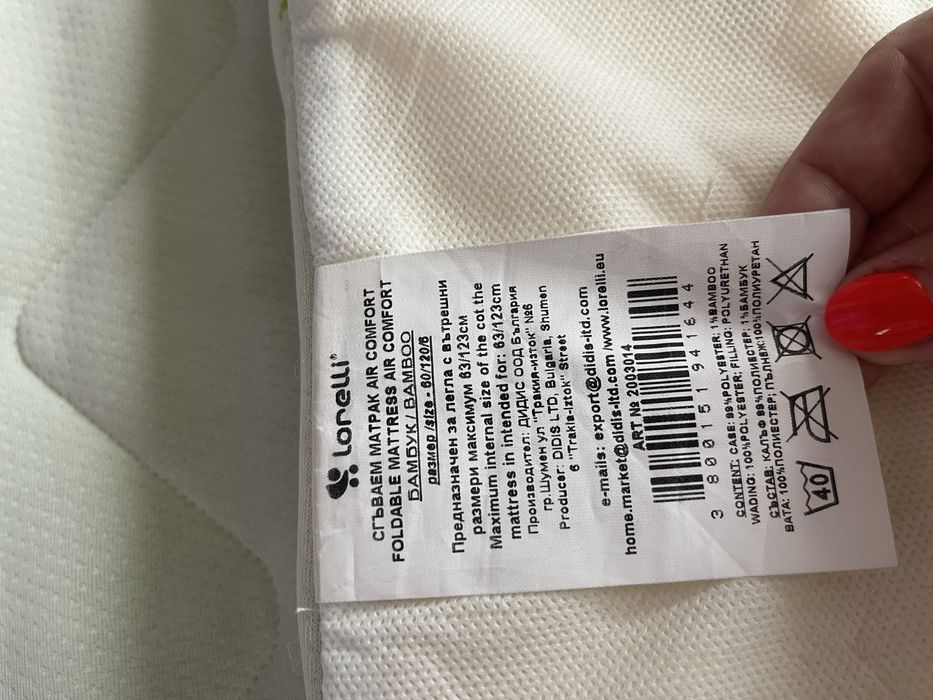 Lorelli®
СГЪВАЕМ МАТРАК AIR COMFORT
FOLDABLE MATTRESS AIR COMFORT
БАМБУК / BAMBOO
размер /size - 60/120/6
Предназначен за легла с вътрешни
размери максимум 63/123см
Maximum internal size of the cot the
mattress in intended for: 63/123cm
Производител: ДИДИС ООД България
гр.Шумен ул "Тракия-изток" №6
Producer: DIDIS LTD, Bulgaria, Shumen
6 "Trakia-Iztok" Street
e-mails: export@didis-ltd.com
home.market@didis-ltd.com /www.lorelli.eu
ART № 2003014
3 800151 941644
CONTENT: CASE: 99%POLYESTER; 1%BAMBOO
WADING: 100%POLYESTER; FILLING: POLYURETHAN
СЪСТАВ: КАЛЪФ 99%ПОЛИЕСТЕР; 1%БАМБУК
ВАТА: 100%ПОЛИЕСТЕР; ПЪЛНЕЖ:100%ПОЛИУРЕТАН
40